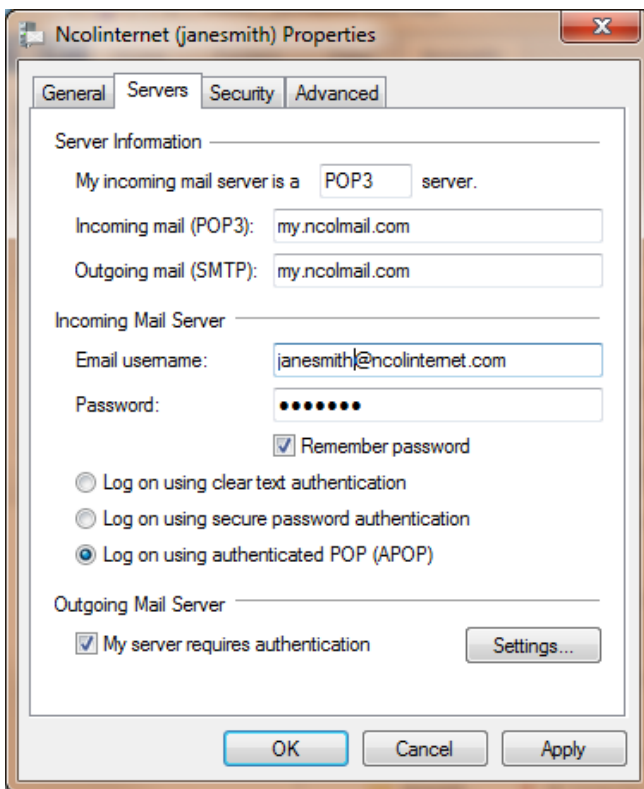 Ncolinternet (janesmith) Properties
General Servers Security Advanced
Server Information
My incoming mail server is a POP3 server.
Incoming mail (POP3): my.ncolmail.com
Outgoing mail (SMTP): my.ncolmail.com
Incoming Mail Server
Email username: janesmith@ncolinternet.com
Password: ●●●●●●●
Remember password
Log on using clear text authentication
Log on using secure password authentication
Log on using authenticated POP (APOP)
Outgoing Mail Server
My server requires authentication Settings...
OK Cancel Apply